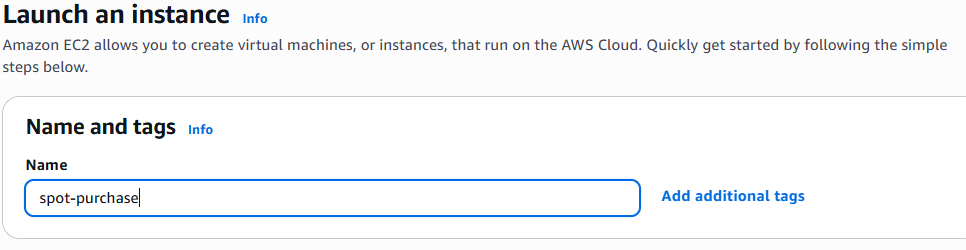 Launch an instance Info
Amazon EC2 allows you to create virtual machines, or instances, that run on the AWS Cloud. Quickly get started by following the simple
steps below.
Name and tags Info
Name
spot-purchase Add additional tags